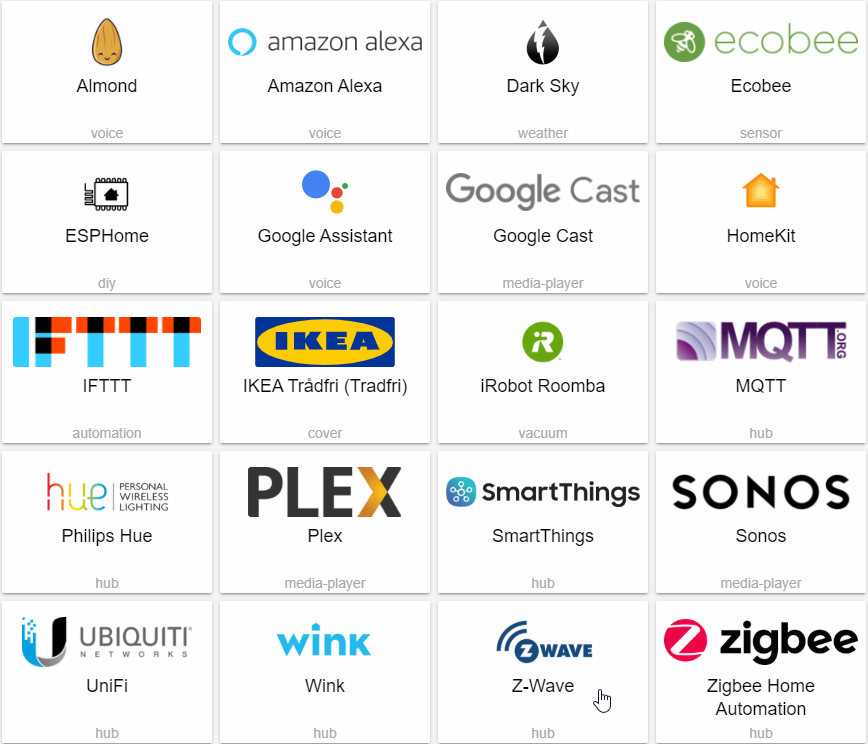 Almond
voice
amazon alexa
Amazon Alexa
voice
Dark Sky
weather
ecobee
Ecobee
sensor
ESPHome
diy
Google Assistant
voice
Google Cast
Google Cast
media-player
HomeKit
voice
IFTTT
IFTTT
automation
IKEA
IKEA Trådfri (Tradfri)
cover
R
iRobot Roomba
vacuum
MQTT.ORG
MQTT
hub
hue PERSONAL
WIRELESS
LIGHTING
Philips Hue
hub
PLEX
Plex
media-player
SmartThings
SmartThings
hub
SONOS
Sonos
media-player
U UBIQUITI®
NETWORKS
UniFi
hub
wink
Wink
hub
Z WAVE
Z-Wave
hub
zigbee
Zigbee Home
Automation
hub